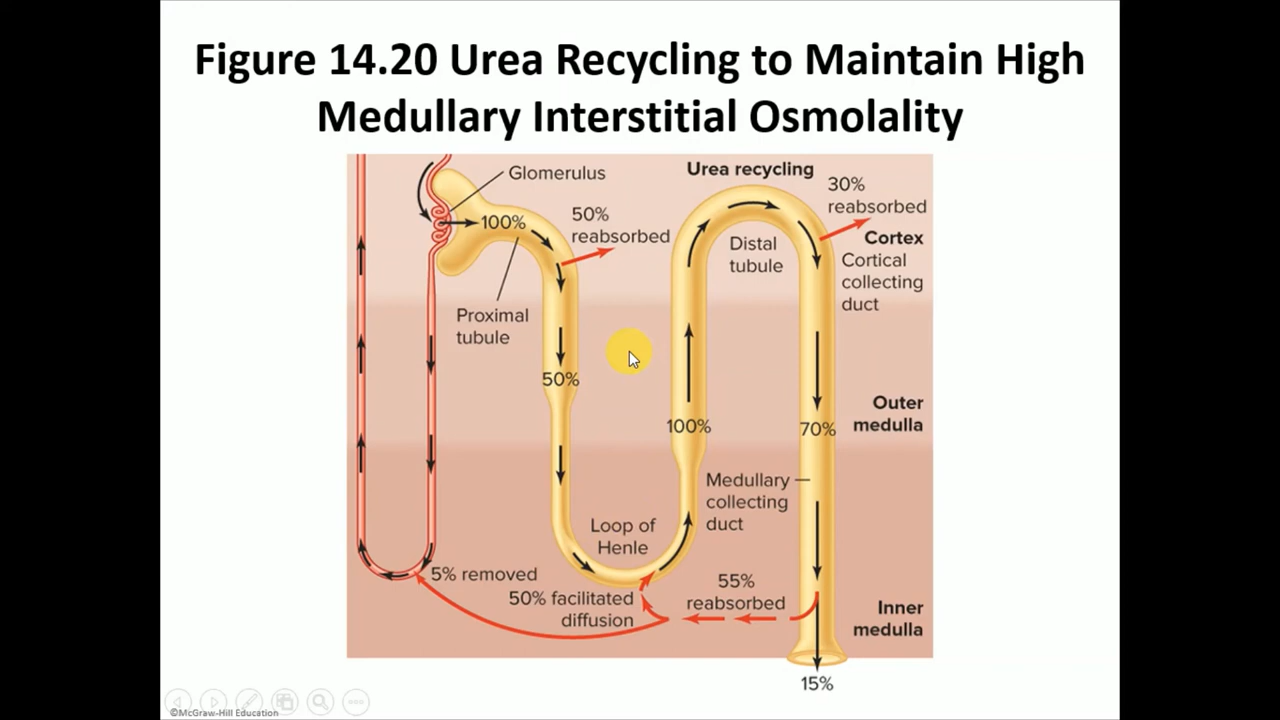 Figure 14.20 Urea Recycling to Maintain High
Medullary Interstitial Osmolality
Glomerulus
Urea recycling
30%
reabsorbed
50%
reabsorbed
100%
Distal
tubule
Cortex
Cortical
collecting
duct
Proximal
tubule
50%
100%
70%
Outer
medulla
Medullary
collecting
duct
Loop of
Henle
5% removed
50% facilitated
diffusion
55%
reabsorbed
Inner
medulla
15%
©McGraw-Hill Education